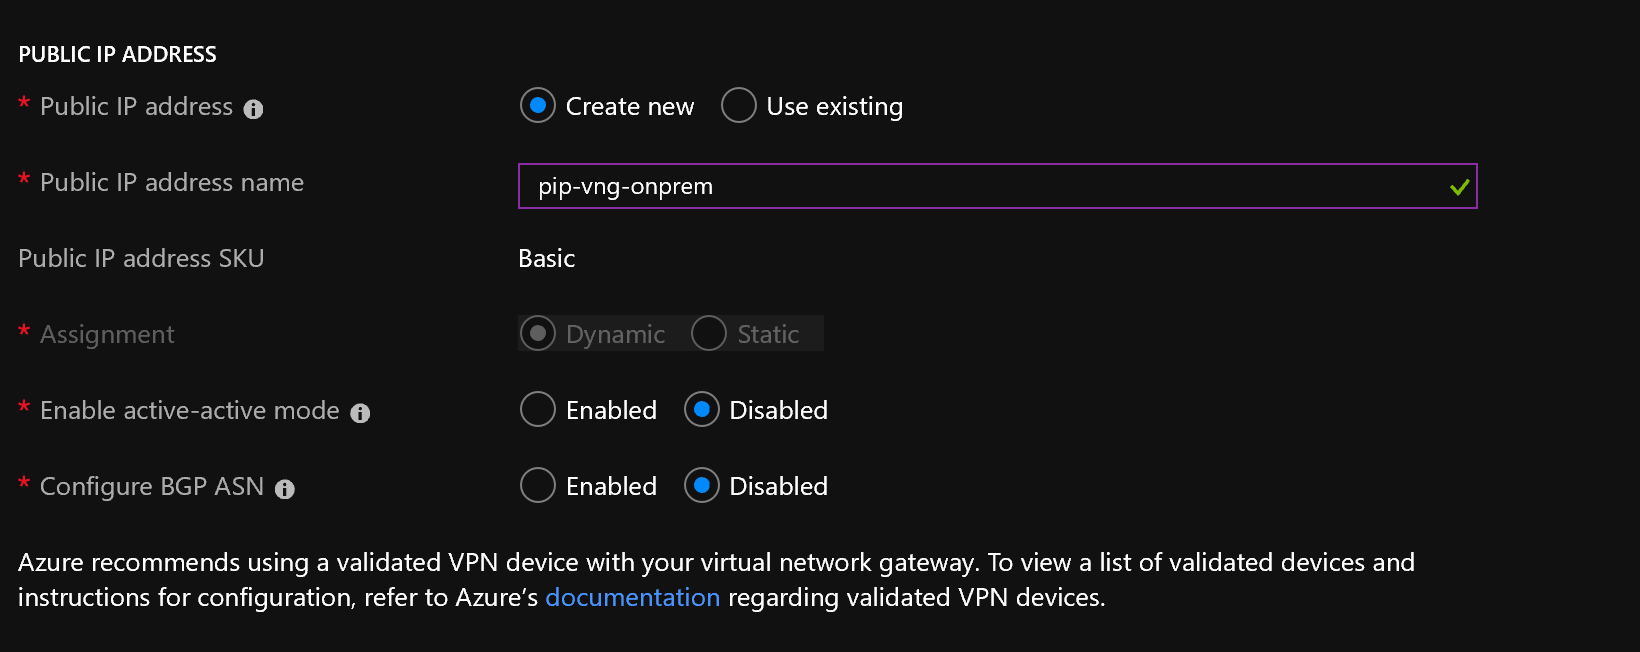 PUBLIC IP ADDRESS
* Public IP address Create new Use existing
* Public IP address name pip-vng-onprem
Public IP address SKU Basic
* Assignment Dynamic Static
* Enable active-active mode Enabled Disabled
* Configure BGP ASN Enabled Disabled
Azure recommends using a validated VPN device with your virtual network gateway. To view a list of validated devices and
instructions for configuration, refer to Azure’s documentation regarding validated VPN devices.